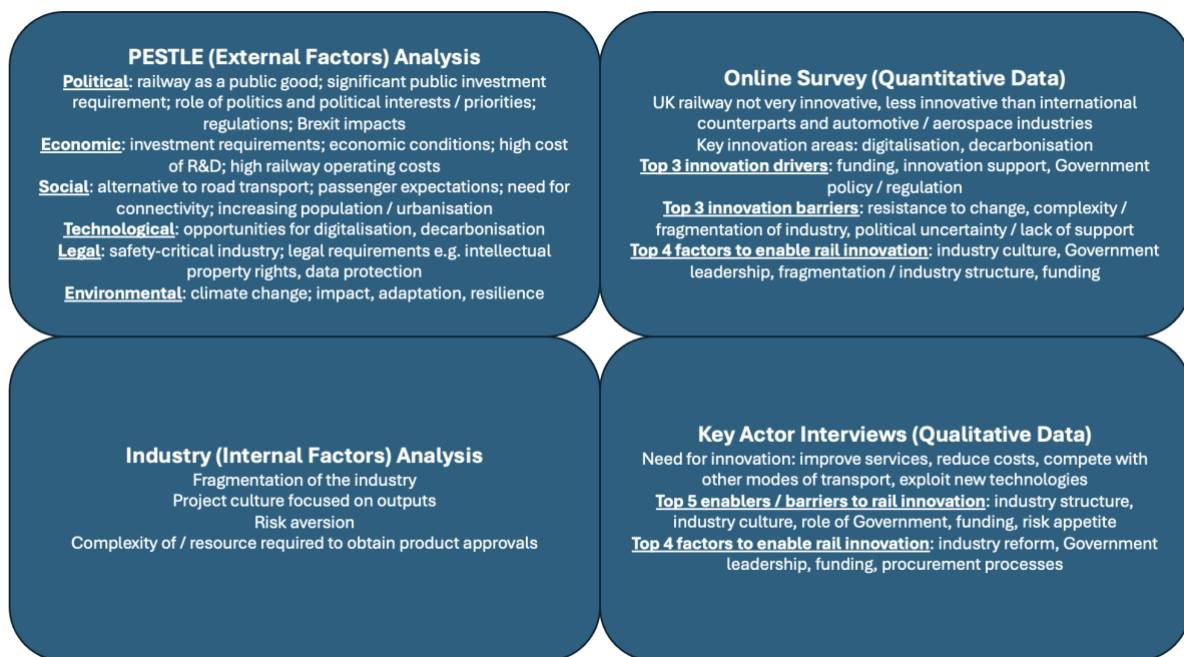 PESTLE (External Factors) Analysis
Political: railway as a public good; significant public investment
requirement; role of politics and political interests / priorities;
regulations; Brexit impacts
Economic: investment requirements; economic conditions; high cost
of R&D; high railway operating costs
Social: alternative to road transport; passenger expectations; need for
connectivity; increasing population / urbanisation
Technological: opportunities for digitalisation, decarbonisation
Legal: safety-critical industry; legal requirements e.g. intellectual
property rights, data protection
Environmental: climate change; impact, adaptation, resilience
Online Survey (Quantitative Data)
UK railway not very innovative, less innovative than international
counterparts and automotive / aerospace industries
Key innovation areas: digitalisation, decarbonisation
Top 3 innovation drivers: funding, innovation support, Government
policy / regulation
Top 3 innovation barriers: resistance to change, complexity /
fragmentation of industry, political uncertainty / lack of support
Top 4 factors to enable rail innovation: industry culture, Government
leadership, fragmentation / industry structure, funding
Industry (Internal Factors) Analysis
Fragmentation of the industry
Project culture focused on outputs
Risk aversion
Complexity of / resource required to obtain product approvals
Key Actor Interviews (Qualitative Data)
Need for innovation: improve services, reduce costs, compete with
other modes of transport, exploit new technologies
Top 5 enablers / barriers to rail innovation: industry structure,
industry culture, role of Government, funding, risk appetite
Top 4 factors to enable rail innovation: industry reform, Government
leadership, funding, procurement processes